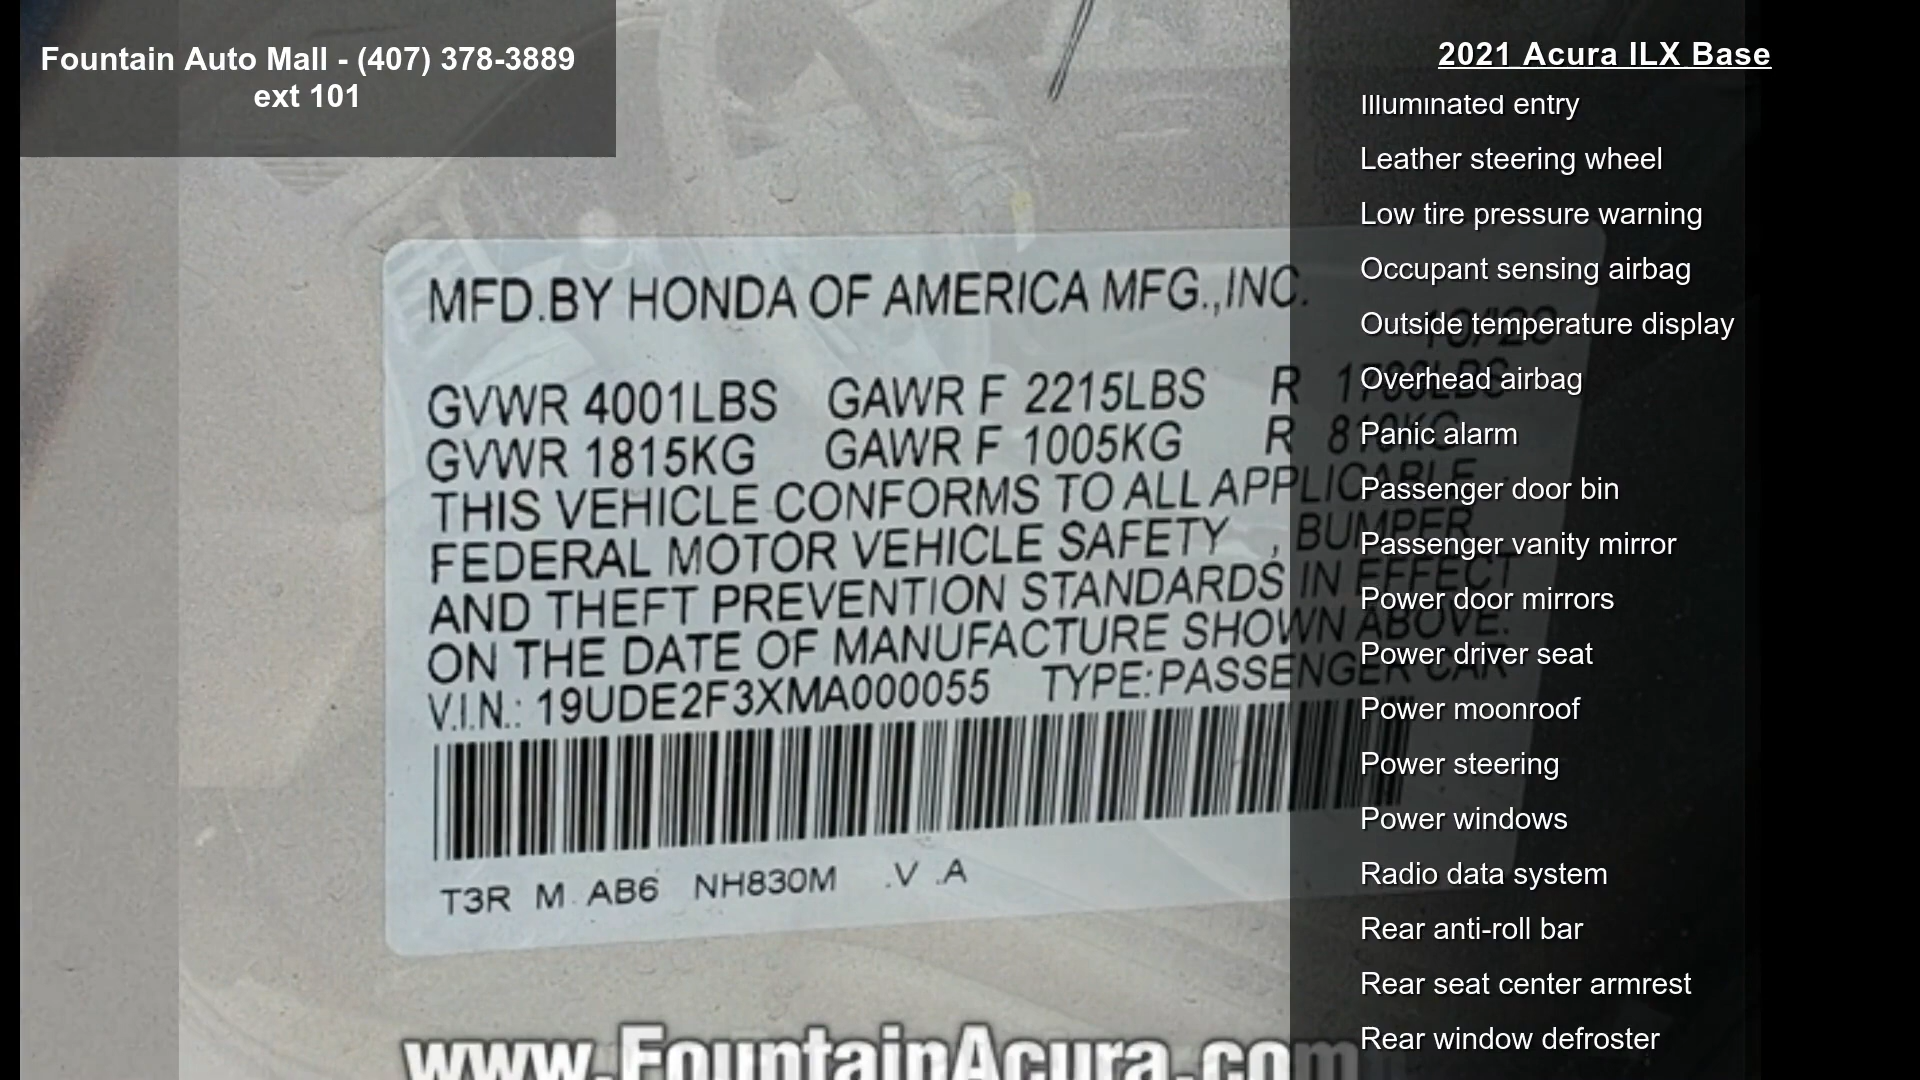 Fountain Auto Mall - (407) 378-3889
ext 101
2021 Acura ILX Base
Illuminated entry
Leather steering wheel
Low tire pressure warning
Occupant sensing airbag
Outside temperature display
Overhead airbag
Panic alarm
Passenger door bin
Passenger vanity mirror
Power door mirrors
Power driver seat
Power moonroof
Power steering
Power windows
Radio data system
Rear anti-roll bar
Rear seat center armrest
Rear window defroster
MFD.BY HONDA OF AMERICA MFG.,INC.
10/20
GVWR 4001LBS GAWR F 2215LBS R
GVWR 1815KG GAWR F 1005KG R 810KG
THIS VEHICLE CONFORMS TO ALL APPLICABLE
FEDERAL MOTOR VEHICLE SAFETY , BUMPER
AND THEFT PREVENTION STANDARDS IN EFFECT
ON THE DATE OF MANUFACTURE SHOWN ABOVE.
V.I.N.: 19UDE2F3XMA000055 TYPE:PASSENGER CAR
T3R M AB6 NH830M .V .A
www.FountainAcura.com